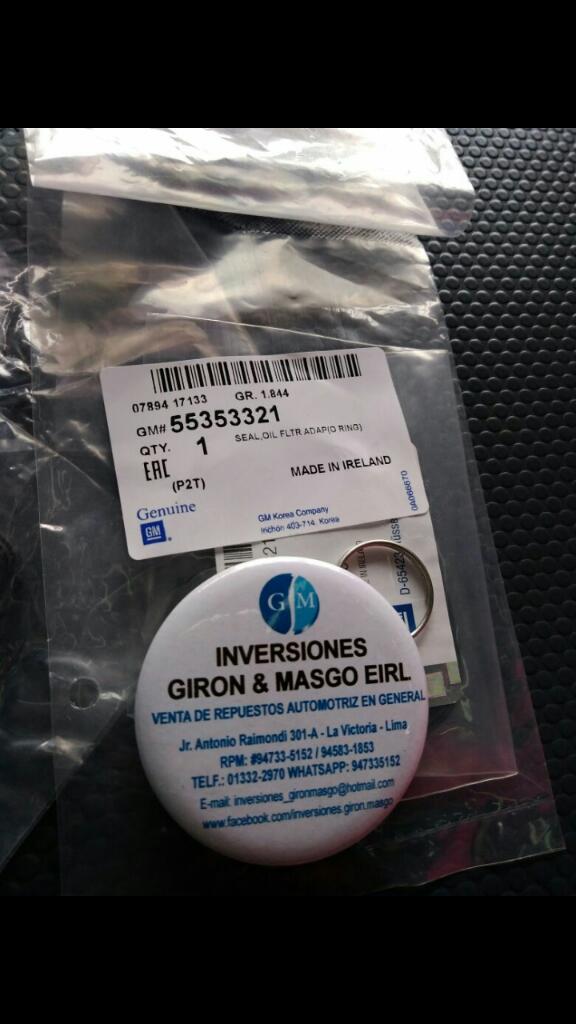 07894 17133 GR. 1.844
GM# 55353321
QTY. 1 SEAL,OIL FLTR ADAP(O RING)
EAC
(P2T)
MADE IN IRELAND
Genuine
GM
GM Korea Company
Inchon 403-714, Korea
0A066670
D-65423
GM
INVERSIONES
GIRON & MASGO EIRL
VENTA DE REPUESTOS AUTOMOTRIZ EN GENERAL
Jr. Antonio Raimondi 301-A - La Victoria - Lima
RPM: #94733-5152 / 94583-1853
TELF.: 01332-2970 WHATSAPP: 947335152
E-mail: inversiones_gironmasgo@hotmail.com
www.facebook.com/inversiones.giron.masgo